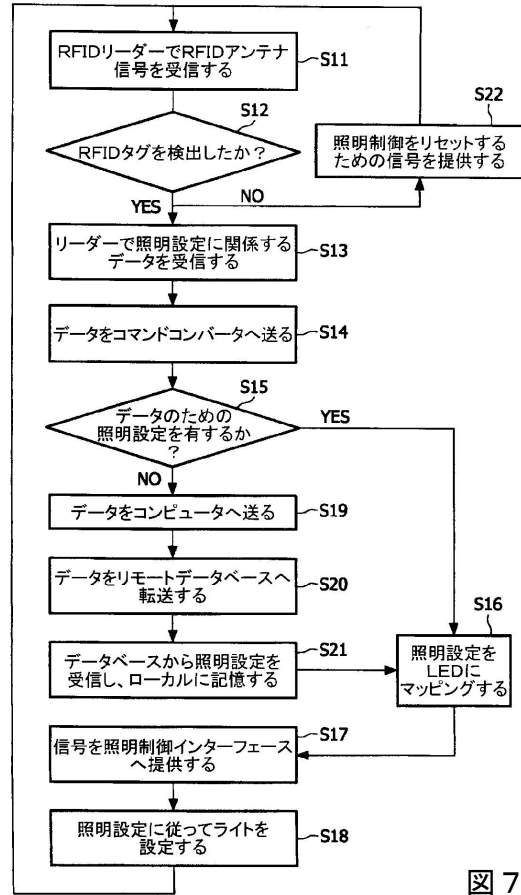 RFIDリーダーでRFIDアンテナ
信号を受信する
S11
S12
RFIDタグを検出したか?
S22
照明制御をリセットする
ための信号を提供する
YES
NO
リーダーで照明設定に関係する
データを受信する
S13
データをコマンドコンバータへ送る
S14
S15
データのための
照明設定を有するか
?
YES
NO
データをコンピュータへ送る
S19
データをリモートデータベースへ
転送する
S20
データベースから照明設定を
受信し、ローカルに記憶する
S21
S16
照明設定を
LEDに
マッピングする
信号を照明制御インターフェース
へ提供する
S17
照明設定に従ってライトを
設定する
S18
図 7